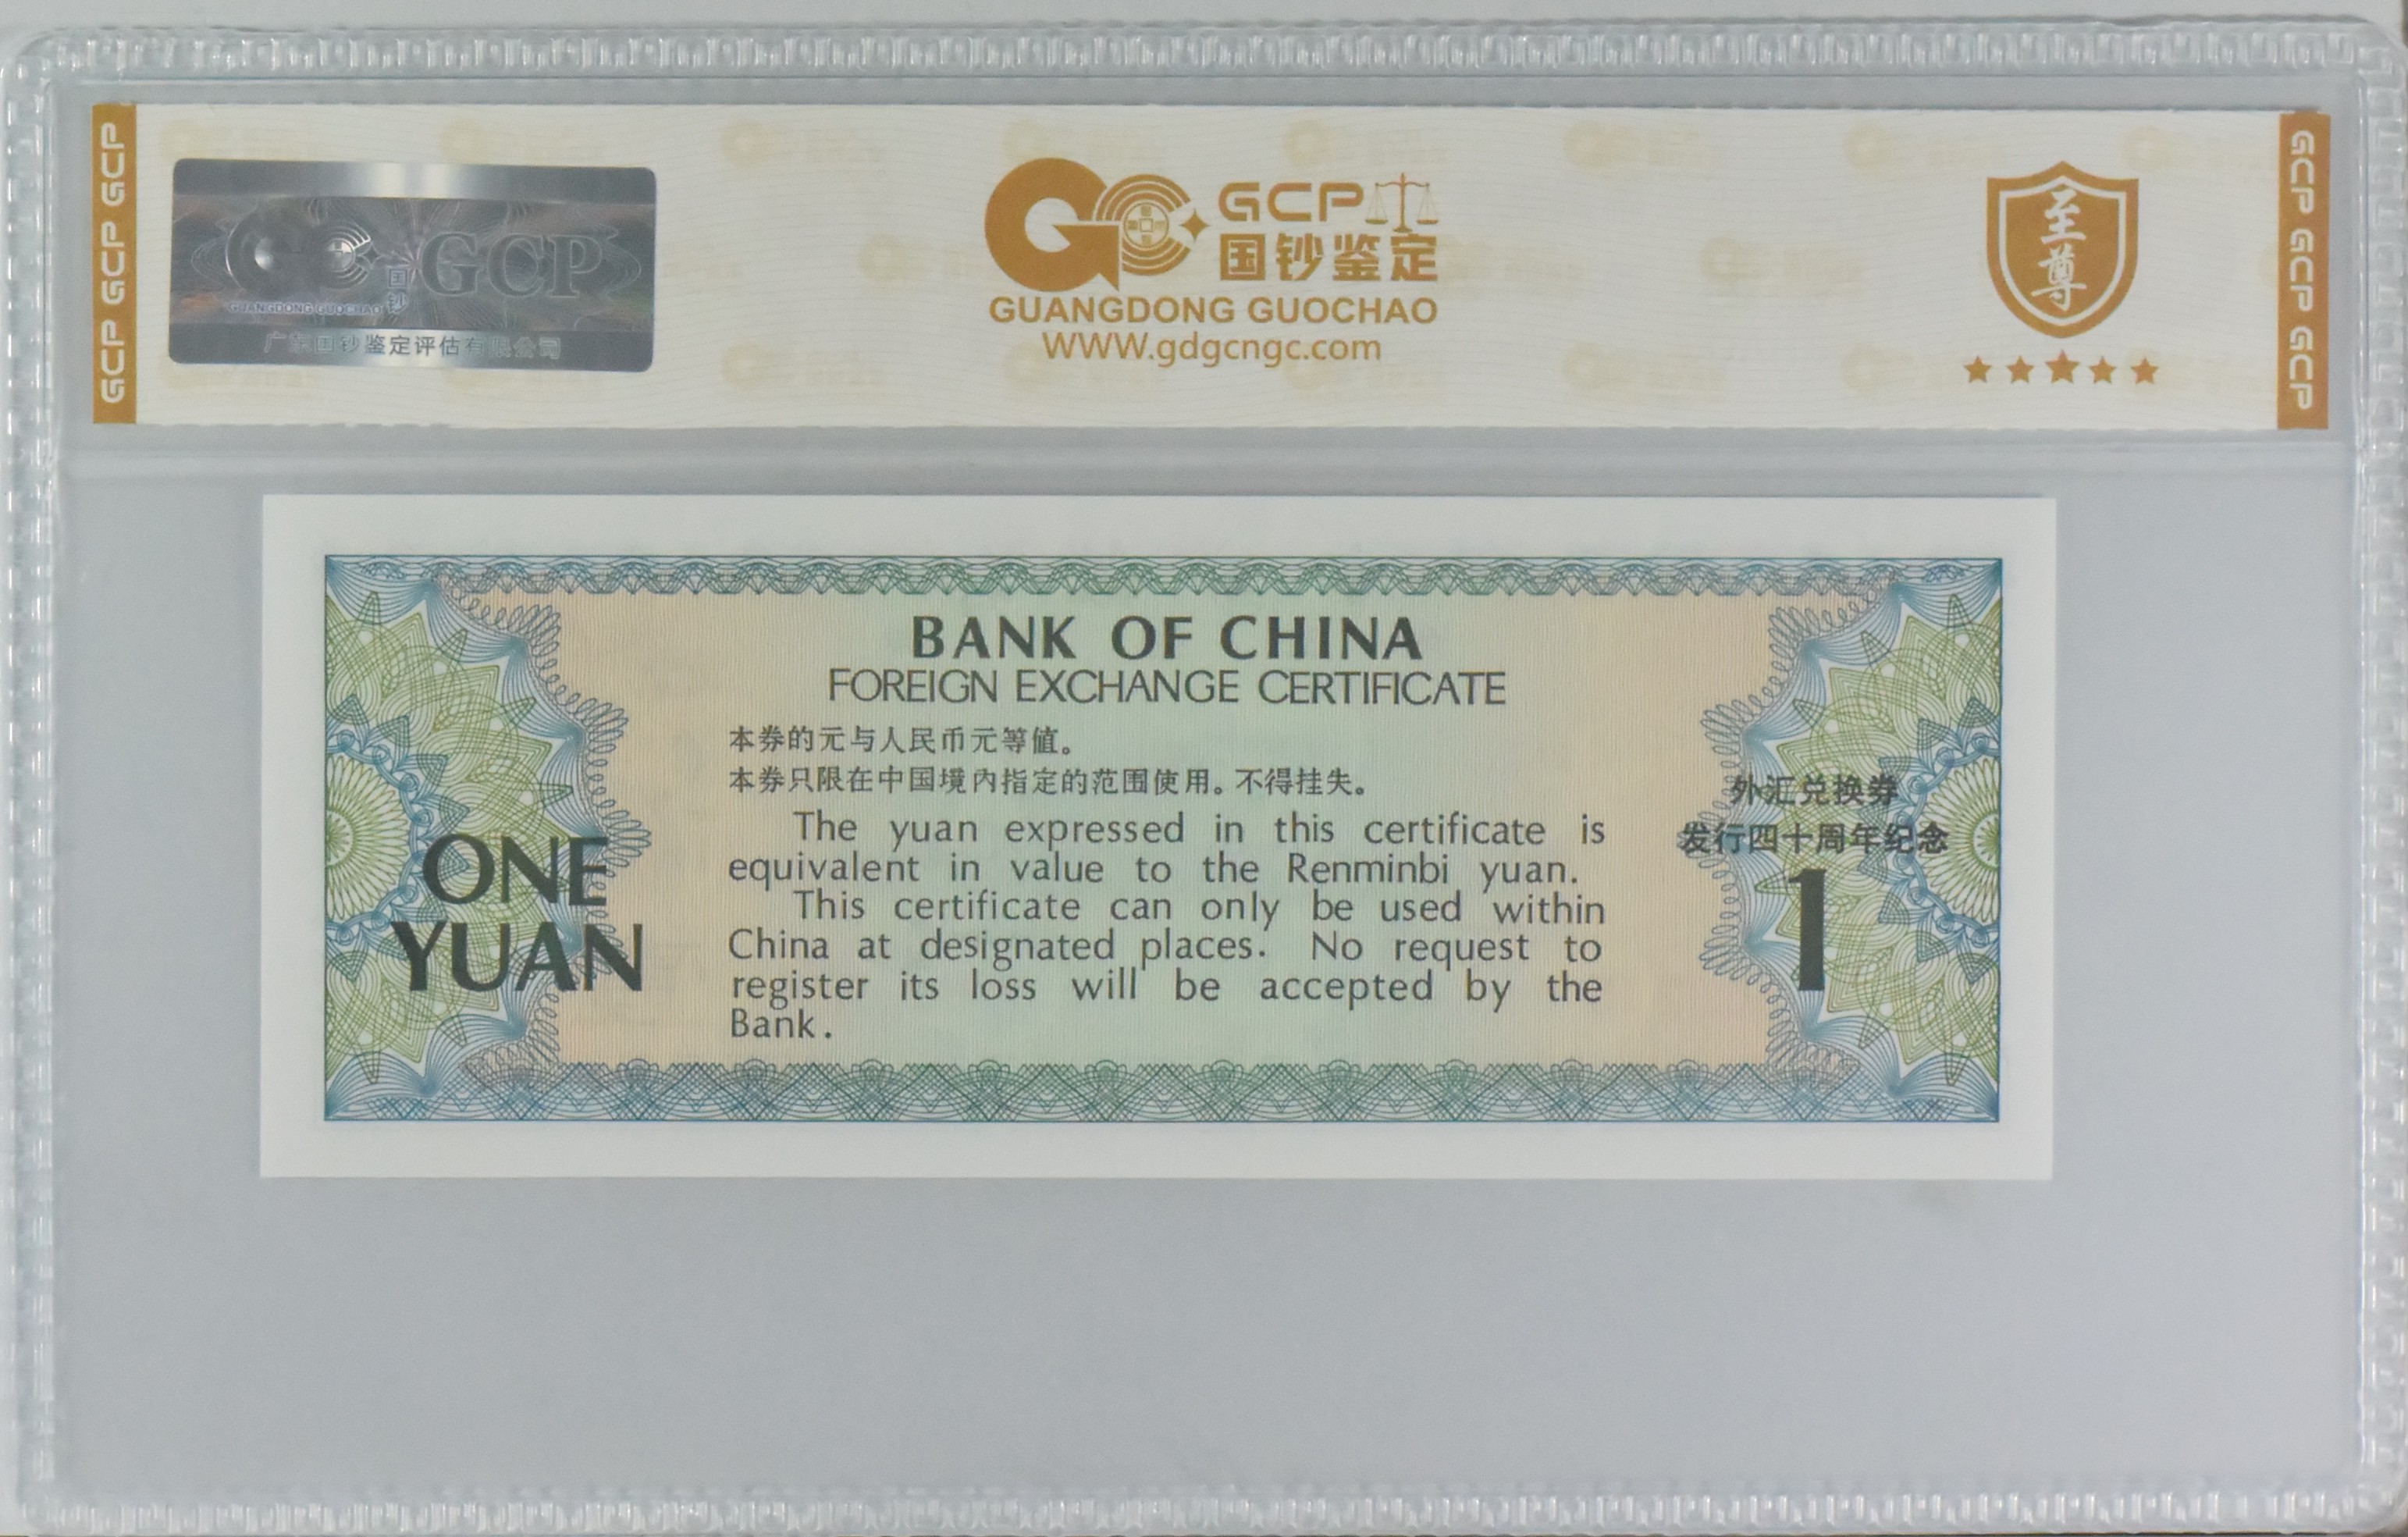 GCP GCP GCP
GCP
国钞
GUANGDONG GUOCHAO
广东国钞鉴定评估有限公司
GCP
国钞鉴定
GUANGDONG GUOCHAO
WWW.gdgcngc.com
至尊
GCP GCP GCP
BANK OF CHINA
FOREIGN EXCHANGE CERTIFICATE
本券的元与人民币元等值。
本券只限在中国境内指定的范围使用。不得挂失。
The yuan expressed in this certificate is
equivalent in value to the Renminbi yuan.
This certificate can only be used within
China at designated places. No request to
register its loss will be accepted by the
Bank.
ONE
YUAN
外汇兑换券
发行四十周年纪念
1